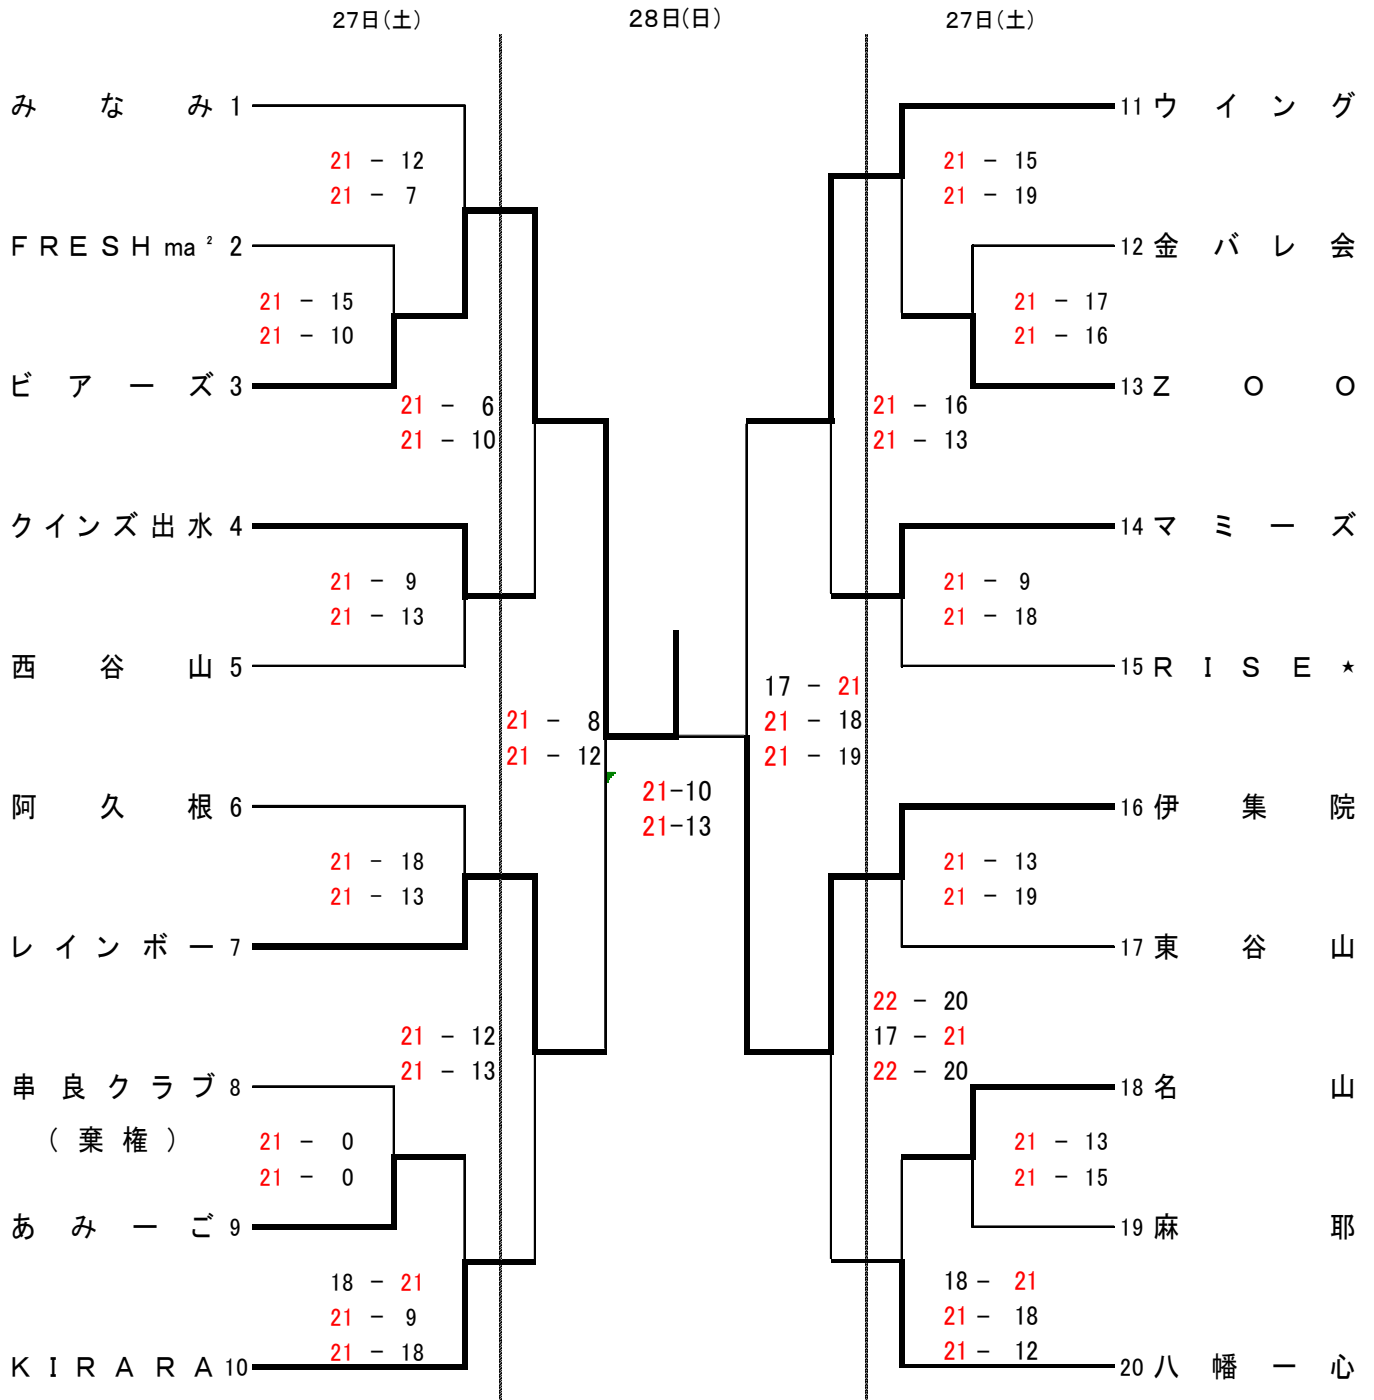 27日(土) 28日(日) 27日(土)
みなみ 1
11 ウイング
21 - 12
21 - 7
21 - 15
21 - 19
FRESH ma² 2
12 金バレ会
21 - 15
21 - 10
21 - 17
21 - 16
ビアーズ 3
13 ZOO
21 - 6
21 - 10
21 - 16
21 - 13
クインズ出水 4
14 マミーズ
21 - 9
21 - 13
21 - 9
21 - 18
西谷山 5
15 RISE★
21 - 8
21 - 12
17 - 21
21 - 18
21 - 19
21-10
21-13
阿久根 6
16 伊集院
21 - 18
21 - 13
21 - 13
21 - 19
レインボー 7
17 東谷山
21 - 12
21 - 13
22 - 20
17 - 21
22 - 20
串良クラブ 8
(棄権)
18 名山
21 - 0
21 - 0
21 - 13
21 - 15
あみーご 9
19 麻耶
18 - 21
21 - 9
21 - 18
18 - 21
21 - 18
21 - 12
KIRARA 10
20 八幡一心